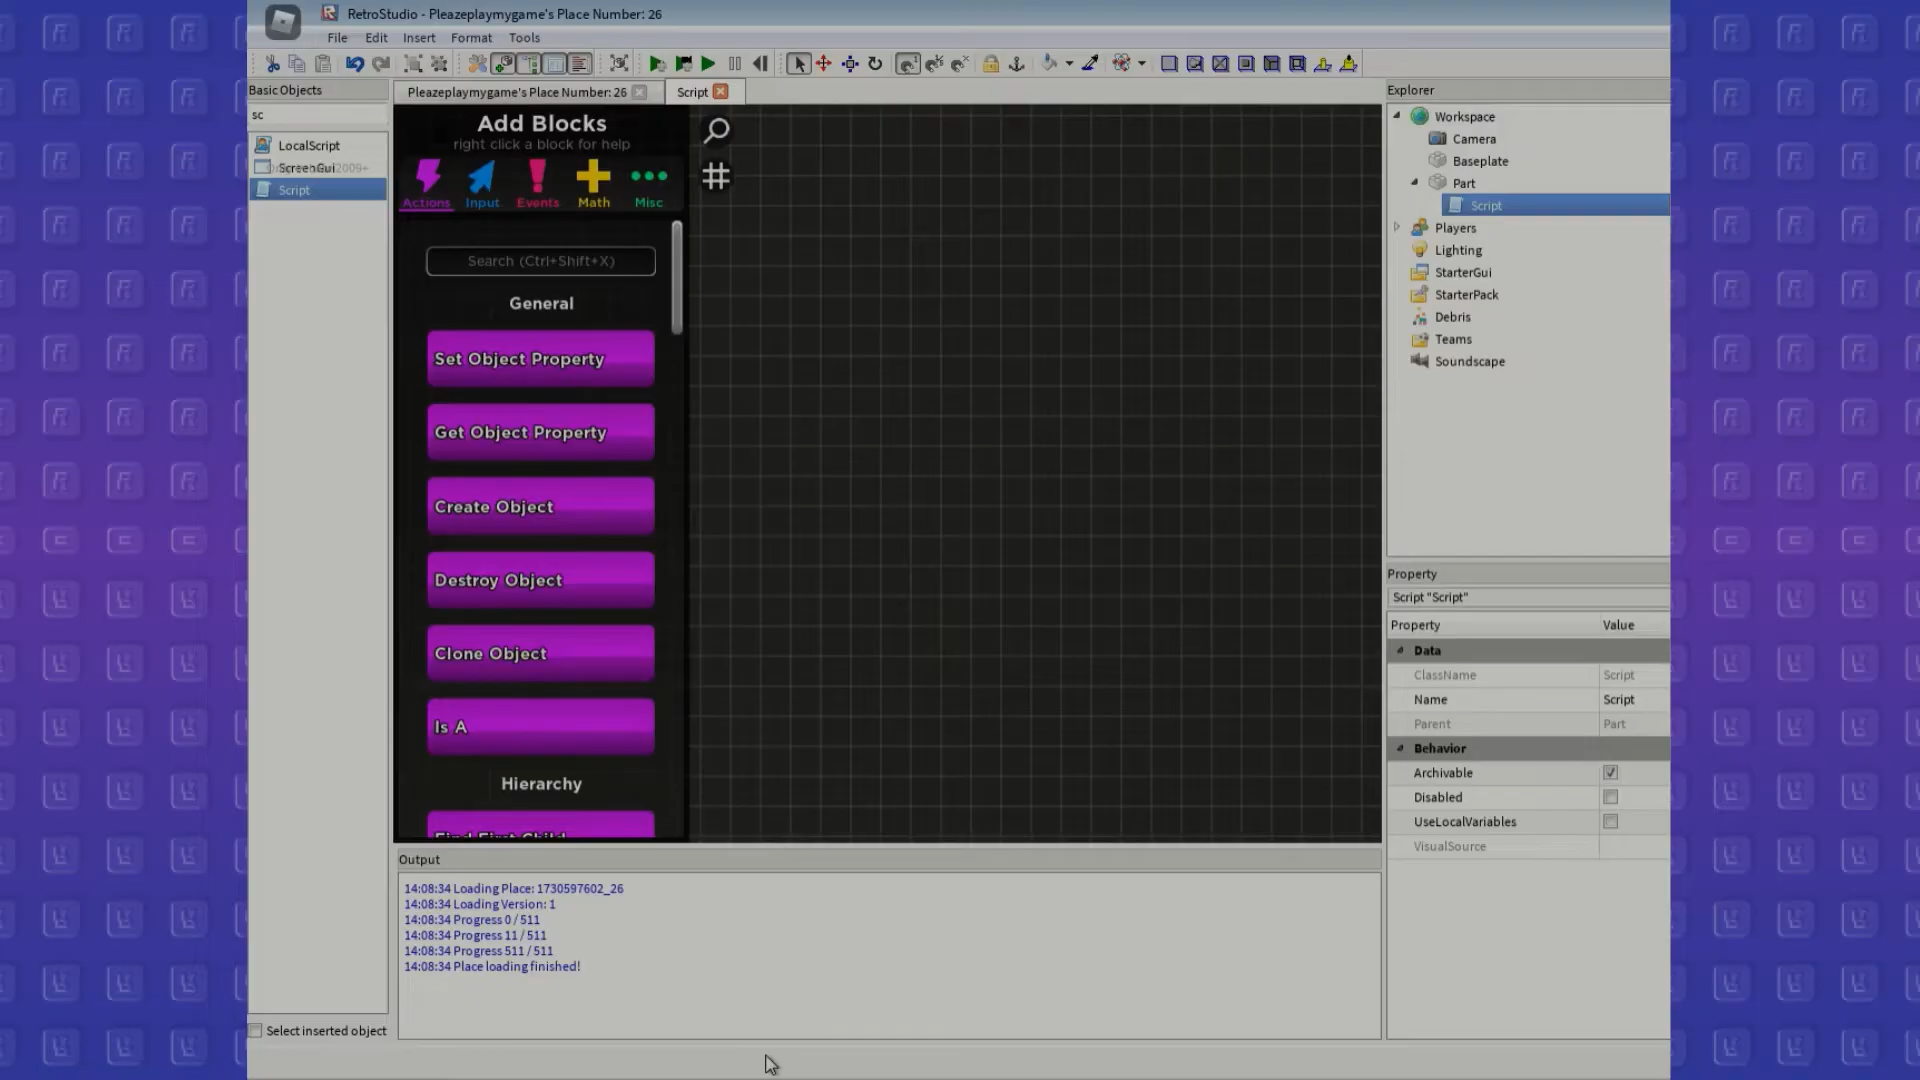 RetroStudio - Pleazeplaymygame's Place Number: 26
File Edit Insert Format Tools
Basic Objects
sc
LocalScript
ScreenGui
Script
Pleazeplaymygame's Place Number: 26
Script
Add Blocks
right click a block for help
Actions Input Events Math Misc
Search (Ctrl+Shift+X)
General
Set Object Property
Get Object Property
Create Object
Destroy Object
Clone Object
Is A
Hierarchy
Find First Child
Output
14:08:34 Loading Place: 1730597602_26
14:08:34 Loading Version: 1
14:08:34 Progress 0 / 511
14:08:34 Progress 11 / 511
14:08:34 Progress 511 / 511
14:08:34 Place loading finished!
Select inserted object
Explorer
Workspace
Camera
Baseplate
Part
Script
Players
Lighting
StarterGui
StarterPack
Debris
Teams
Soundscape
Property
Script "Script"
Property Value
Data
ClassName Script
Name Script
Parent Part
Behavior
Archivable
Disabled
UseLocalVariables
VisualSource